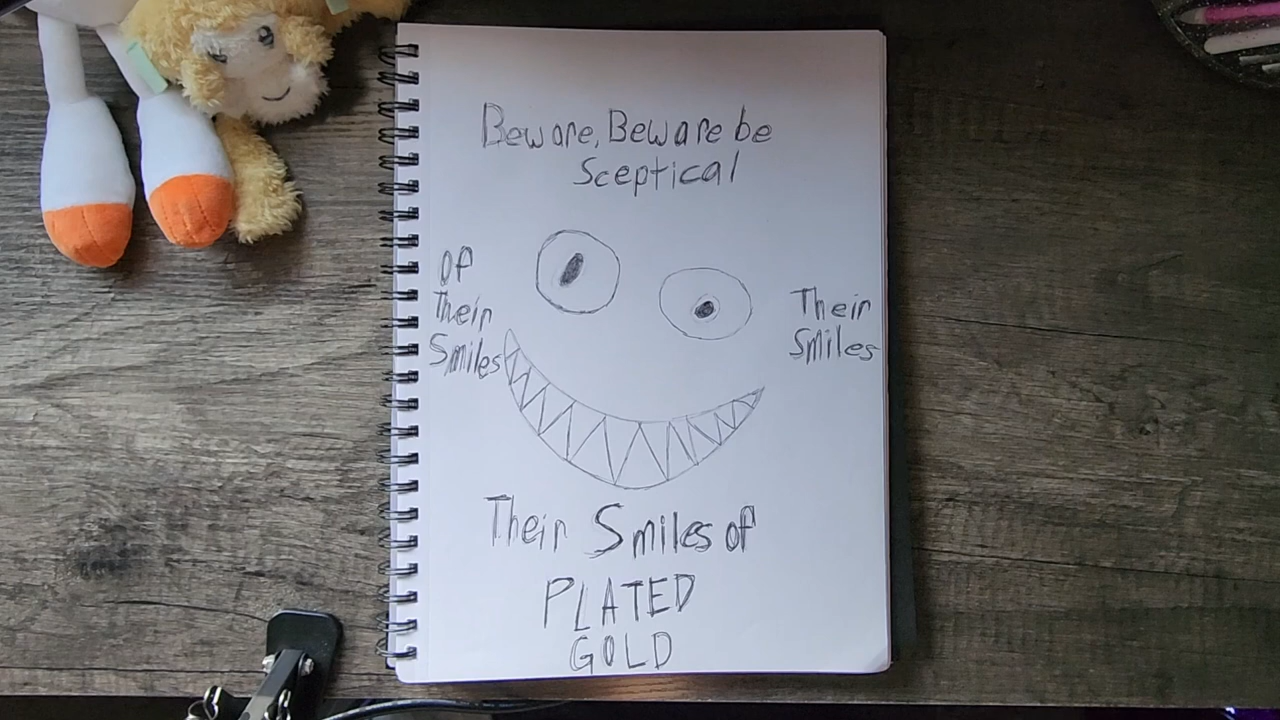 Beware, Beware be
Sceptical
Of
Their
Smiles
Their
Smiles
Their Smiles of
PLATED
GOLD